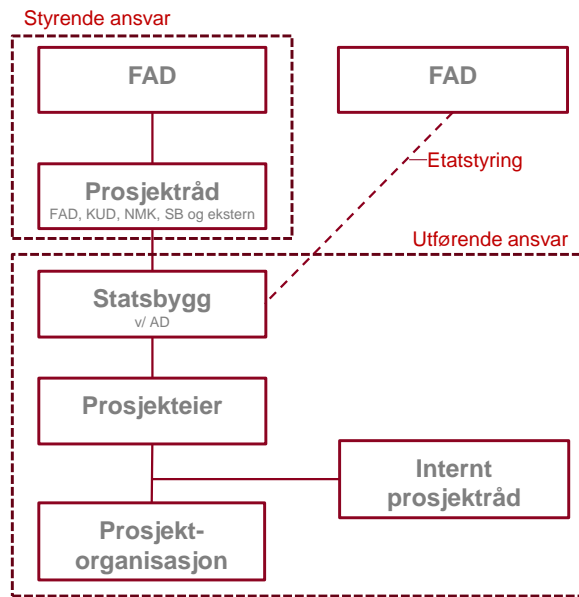 Styrende ansvar
FAD
FAD
Etatstyring
Prosjektråd
FAD, KUD, NMK, SB og ekstern
Utførende ansvar
Statsbygg
v/ AD
Prosjekteier
Internt
prosjektråd
Prosjekt-
organisasjon